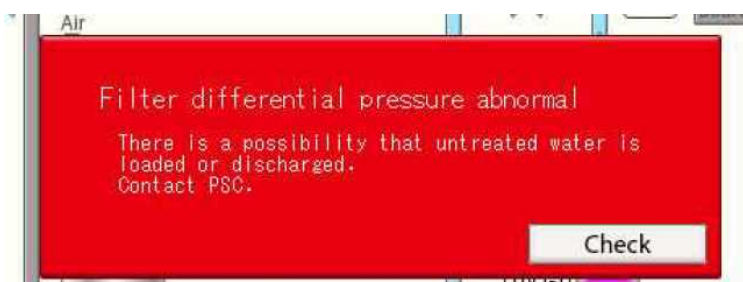 Air
Filter differential pressure abnormal
There is a possibility that untreated water is
loaded or discharged.
Contact PSC.
Check